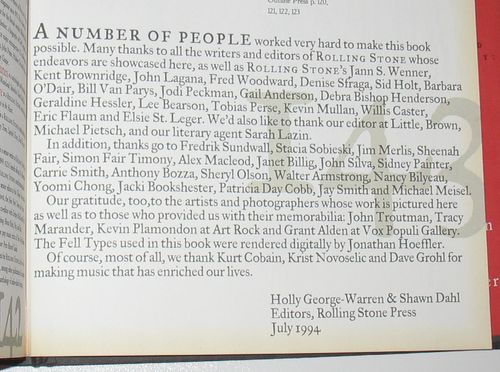 Outline Press p. 120,
121, 122, 123
A NUMBER OF PEOPLE worked very hard to make this book
possible. Many thanks to all the writers and editors of ROLLING STONE whose
endeavors are showcased here, as well as ROLLING STONE's Jann S. Wenner,
Kent Brownridge, John Lagana, Fred Woodward, Denise Sfraga, Sid Holt, Barbara
O'Dair, Bill Van Parys, Jodi Peckman, Gail Anderson, Debra Bishop Henderson,
Geraldine Hessler, Lee Bearson, Tobias Perse, Kevin Mullan, Willis Caster,
Eric Flaum and Elsie St. Leger. We'd also like to thank our editor at Little, Brown,
Michael Pietsch, and our literary agent Sarah Lazin.
In addition, thanks go to Fredrik Sundwall, Stacia Sobieski, Jim Merlis, Sheenah
Fair, Simon Fair Timony, Alex Macleod, Janet Billig, John Silva, Sidney Painter,
Carrie Smith, Anthony Bozza, Sheryl Olson, Walter Armstrong, Nancy Bilyeau,
Yoomi Chong, Jacki Bookshester, Patricia Day Cobb, Jay Smith and Michael Meisel.
Our gratitude, too,to the artists and photographers whose work is pictured here
as well as to those who provided us with their memorabilia: John Troutman, Tracy
Marander, Kevin Plamondon at Art Rock and Grant Alden at Vox Populi Gallery.
The Fell Types used in this book were rendered digitally by Jonathan Hoeffler.
Of course, most of all, we thank Kurt Cobain, Krist Novoselic and Dave Grohl for
making music that has enriched our lives.
Holly George-Warren & Shawn Dahl
Editors, Rolling Stone Press
July 1994
143
142